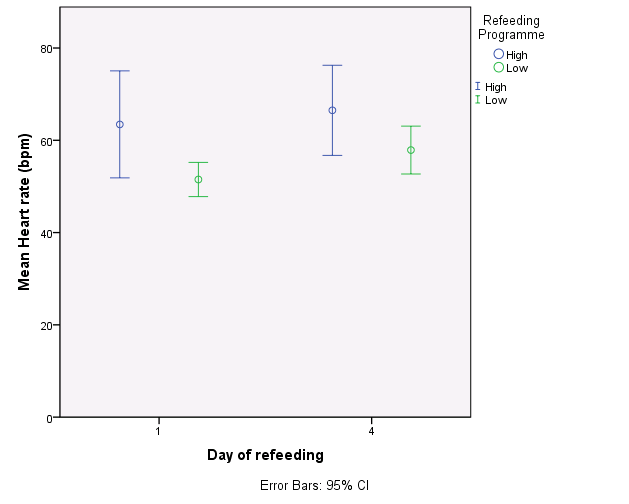 Refeeding
Programme
High
Low
High
Low
80
60
40
20
0
Mean Heart rate (bpm)
1
4
Day of refeeding
Error Bars: 95% CI